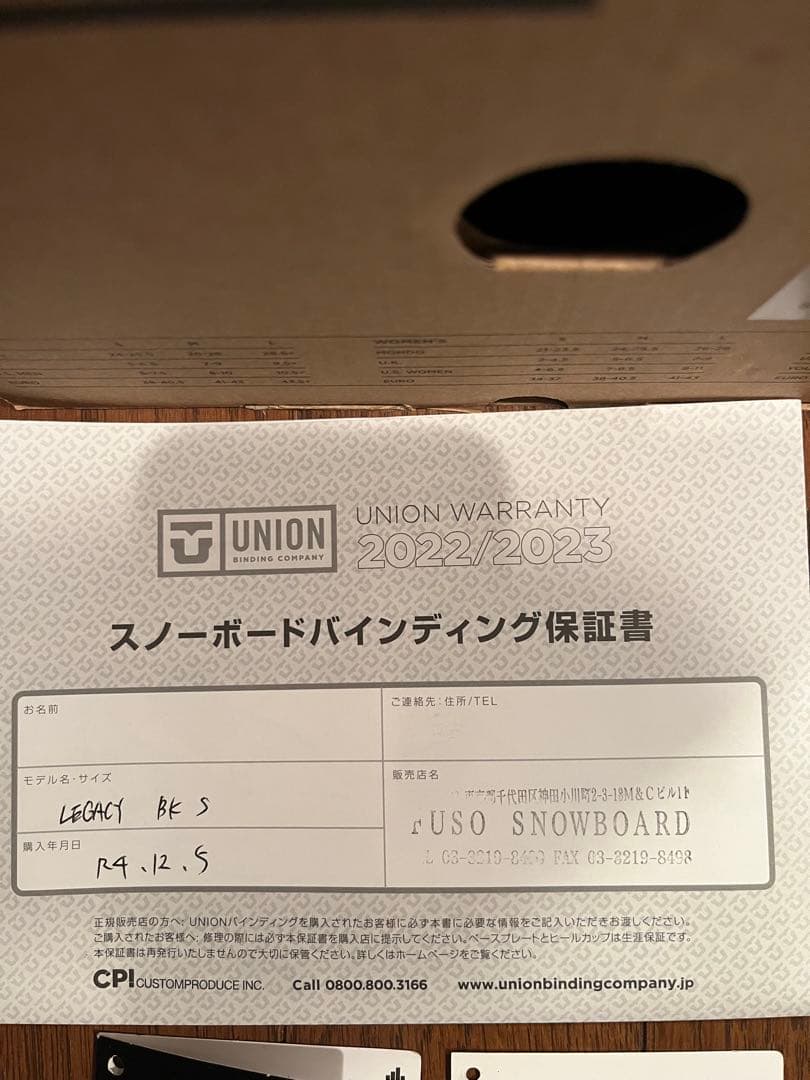 WOMEN'S
MONDO
U.K.
U.S. WOMEN
EURO
UNION
BINDING COMPANY
UNION WARRANTY
2022/2023
スノーボードバインディング保証書
お名前
ご連絡先:住所/TEL
モデル名・サイズ
LEGACY BK S
販売店名
千代田区神田小川町2-3-13M&Cビル1F
USO SNOWBOARD
FAX 03-3219-8498
購入年月日
R4.12.5
正規販売店の方へ: UNIONバインディングを購入されたお客様に必ず本書に必要な情報をご記入いただきお渡しください。
ご購入されたお客様へ: 修理の際には必ず本保証書を購入店に提示してください。ベースプレートとヒールカップは生涯保証です。
本保証書は再発行いたしませんので大切に保管ください。詳しくはホームページをご覧ください。
CPI CUSTOMPRODUCE INC. Call 0800.800.3166 www.unionbindingcompany.jp